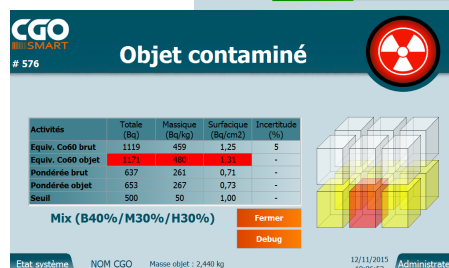 CGO
SMART
# 576
Objet contaminé
Activités Totale (Bq) Massique (Bq/kg) Surfacique (Bq/cm2) Incertitude (%)
Equiv. Co60 brut 1119 459 1,25 5
Equiv. Co60 objet 1171 480 1,31 -
Pondérée brut 637 261 0,71 -
Pondérée objet 653 267 0,73 -
Seuil 500 50 1,00 -
Mix (B40%/M30%/H30%)
Fermer
Debug
Etat système NOM CGO Masse objet : 2,440 kg 12/11/2015 Administrate